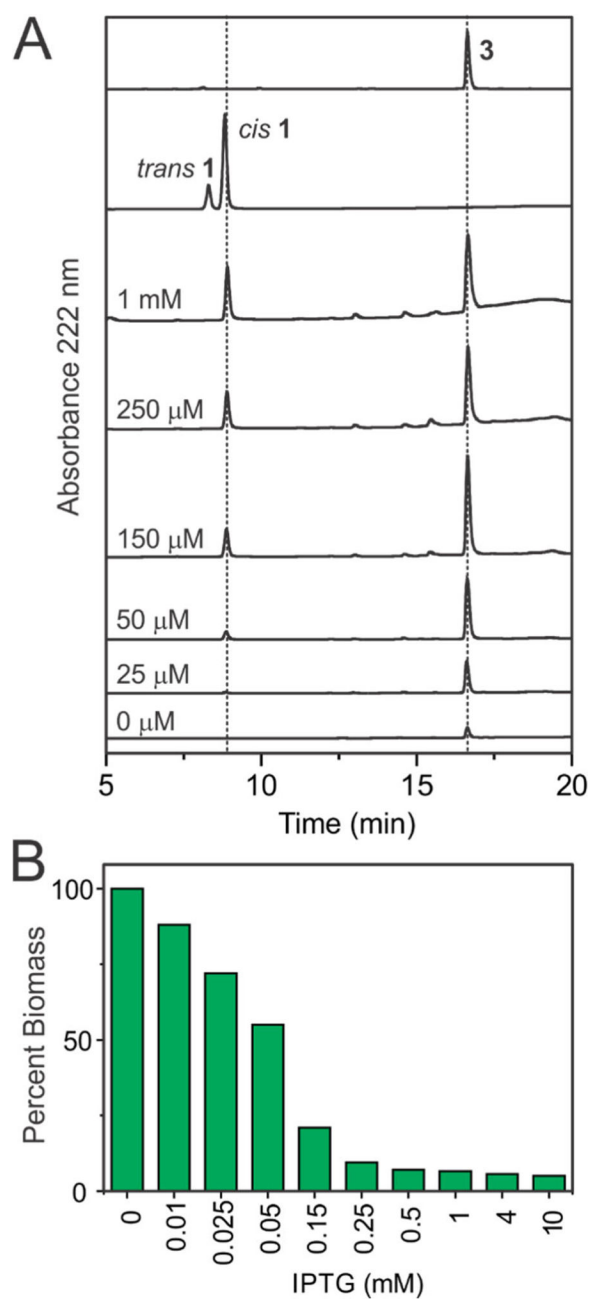 A
3
cis 1
trans 1
1 mM
250 μM
150 μM
50 μM
25 μM
0 μM
Absorbance 222 nm
5 10 15 20
Time (min)
B
100
50
0
Percent Biomass
0 0.01 0.025 0.05 0.15 0.25 0.5 1 4 10
IPTG (mM)